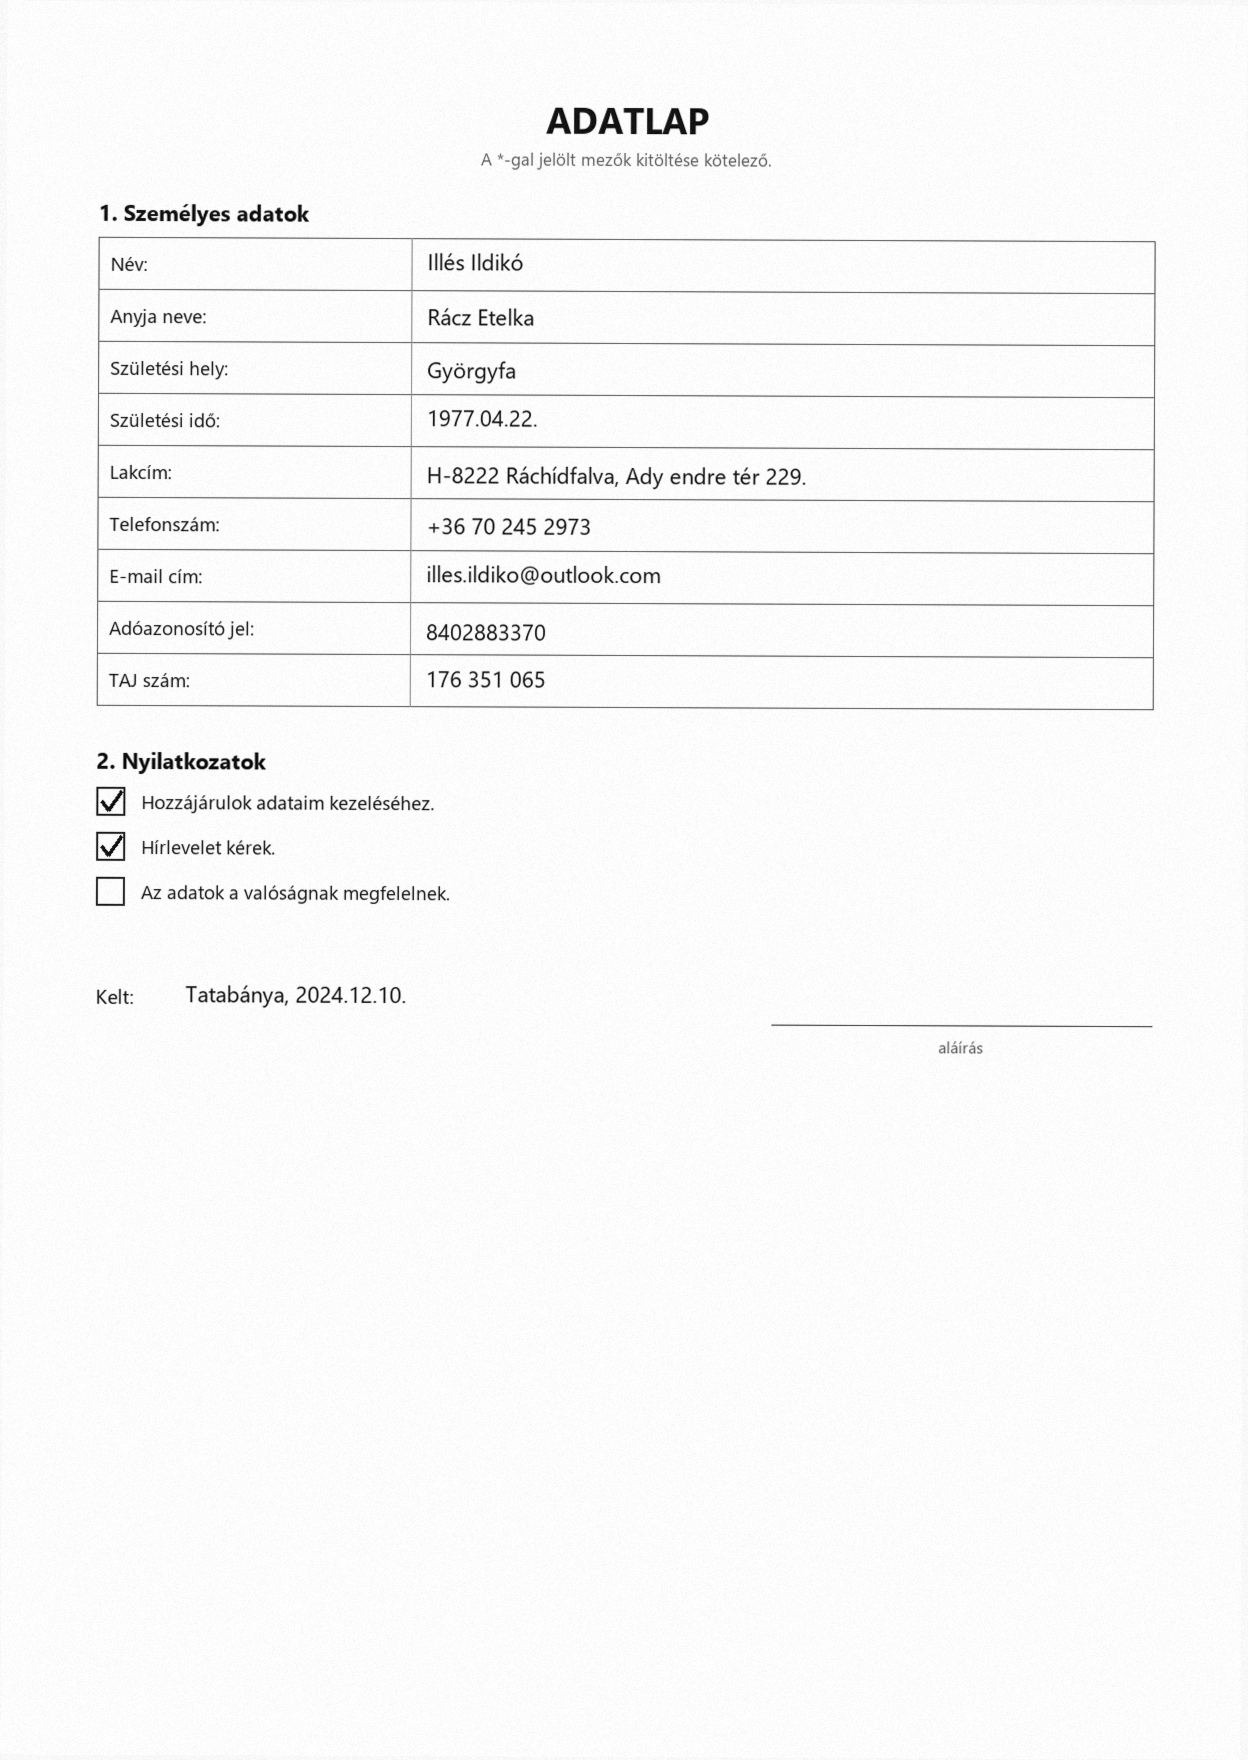 ADATLAP
A *-gal jelölt mezők kitöltése kötelező.
1. Személyes adatok
Név: Illés Ildikó
Anyja neve: Rácz Etelka
Születési hely: Györgyfa
Születési idő: 1977.04.22.
Lakcím: H-8222 Ráchídfalva, Ady endre tér 229.
Telefonszám: +36 70 245 2973
E-mail cím: illes.ildiko@outlook.com
Adóazonosító jel: 8402883370
TAJ szám: 176 351 065
2. Nyilatkozatok
Hozzájárulok adataim kezeléséhez.
Hírlevelet kérek.
Az adatok a valóságnak megfelelnek.
Kelt: Tatabánya, 2024.12.10.
aláírás